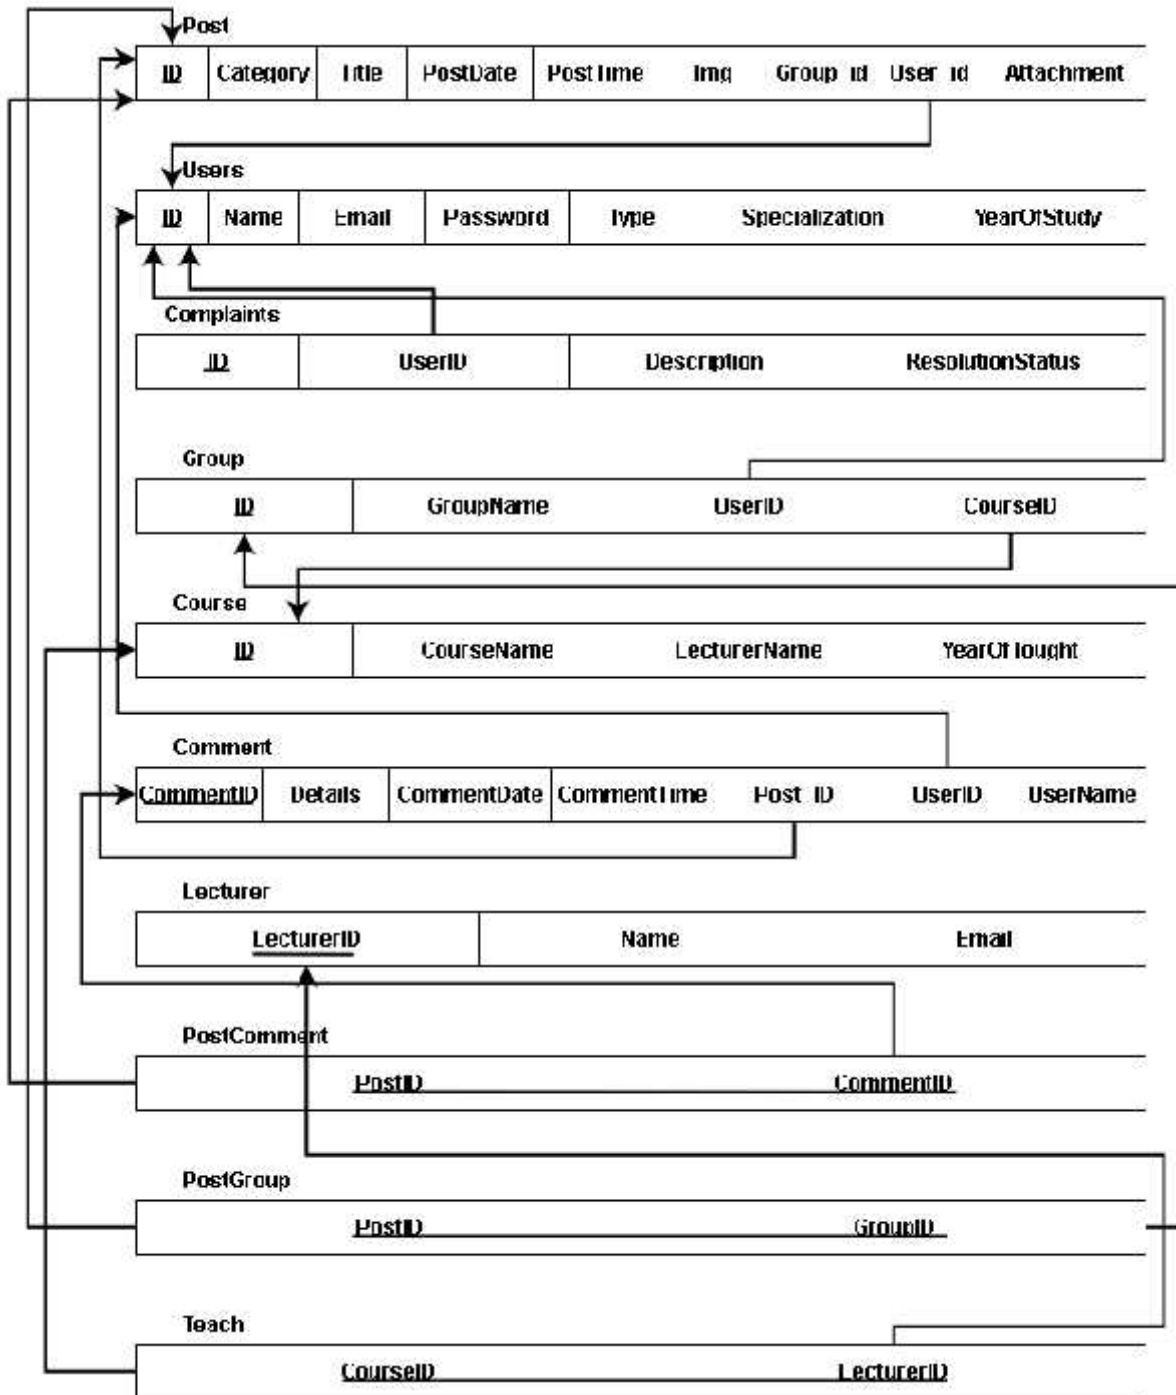 Post
ID Category Title PostDate PostTime Img Group_id User_id Attachment
Users
ID Name Email Password Type Specialization YearOfStudy
Complaints
ID UserID Description ResolutionStatus
Group
ID GroupName UserID CourseID
Course
ID CourseName LecturerName YearOfTought
Comment
CommentID Details CommentDate CommentTime Post_ID UserID UserName
Lecturer
LecturerID Name Email
PostComment
PostID CommentID
PostGroup
PostID GroupID
Teach
CourseID LecturerID